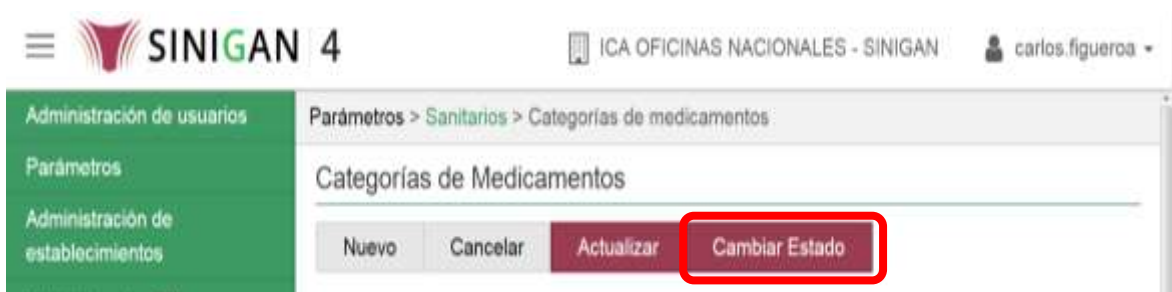 SINIGAN 4
ICA OFICINAS NACIONALES - SINIGAN
carlos.figueroa
Administración de usuarios
Parámetros > Sanitarios > Categorías de medicamentos
Parámetros
Categorías de Medicamentos
Administración de
establecimientos
Nuevo Cancelar Actualizar Cambiar Estado